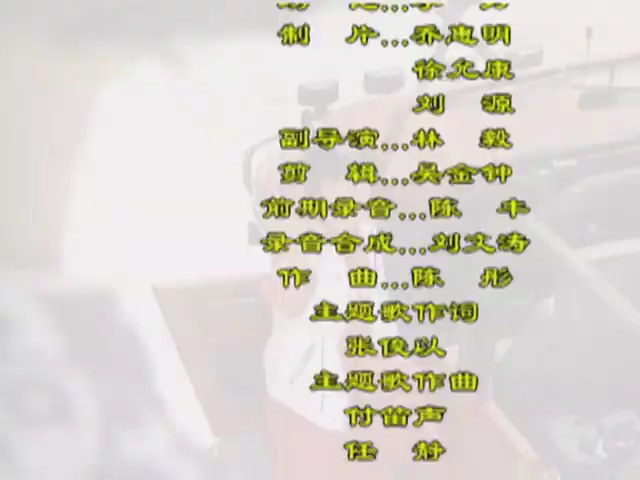 制 片...乔惠明
徐允康
刘 源
副导演...林 毅
剪 辑...吴金钟
前期录音...陈 丰
录音合成...刘文涛
作 曲...陈 彤
主题歌作词
张俊以
主题歌作曲
付笛声
任 静